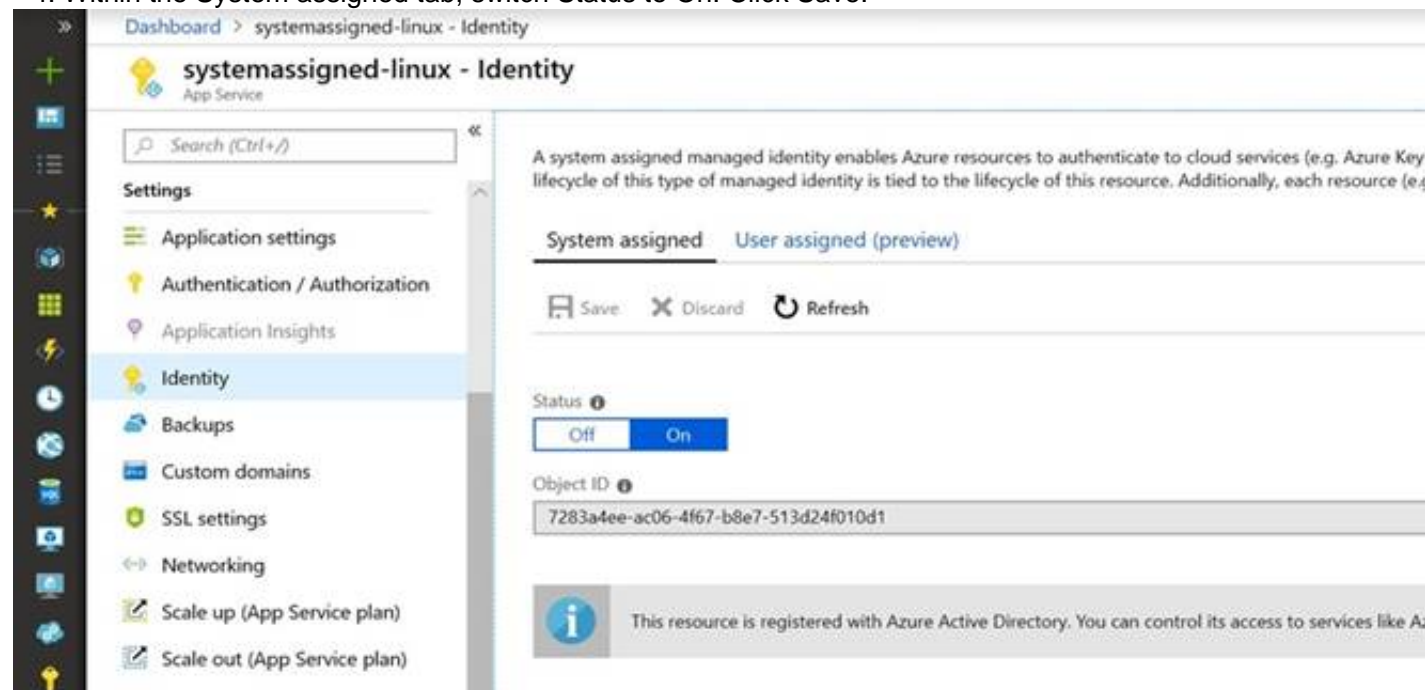 4. Within the System assigned tab, switch Status to On. Click Save.
Dashboard > systemassigned-linux - Identity
systemassigned-linux - Identity
App Service
Search (Ctrl+/)
Settings
Application settings
Authentication / Authorization
Application Insights
Identity
Backups
Custom domains
SSL settings
Networking
Scale up (App Service plan)
Scale out (App Service plan)
A system assigned managed identity enables Azure resources to authenticate to cloud services (e.g. Azure Key
lifecycle of this type of managed identity is tied to the lifecycle of this resource. Additionally, each resource (e.g
System assigned User assigned (preview)
Save Discard Refresh
Status
Off On
Object ID
7283a4ee-ac06-4f67-b8e7-513d24f010d1
This resource is registered with Azure Active Directory. You can control its access to services like Az